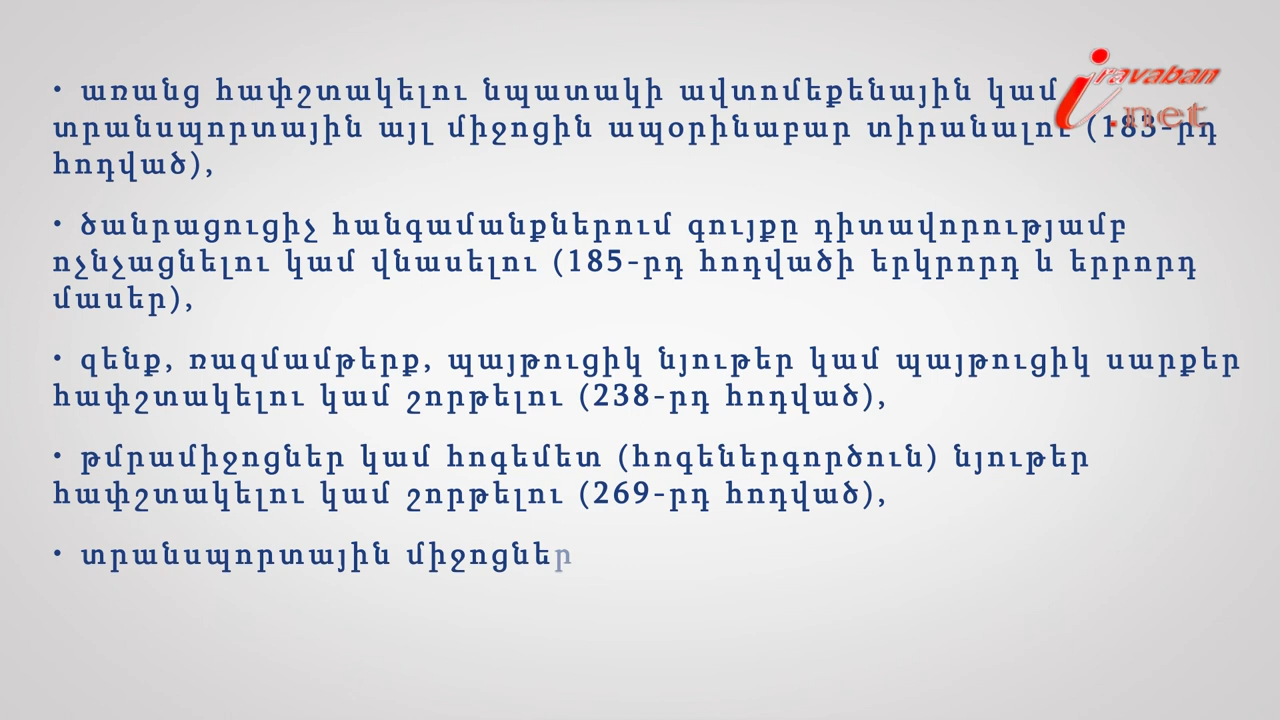 • առանց հափշտակելու նպատակի ավտոմեքենային կամ
տրանսպորտային այլ միջոցին ապօրինաբար տիրանալու (183-րդ
հոդված),
• ծանրացուցիչ հանգամանքներում գույքը դիտավորությամբ
ոչնչացնելու կամ վնասելու (185-րդ հոդվածի երկրորդ և երրորդ
մասեր),
• զենք, ռազմամթերք, պայթուցիկ նյութեր կամ պայթուցիկ սարքեր
հափշտակելու կամ շորթելու (238-րդ հոդված),
• թմրամիջոցներ կամ հոգեմետ (հոգեներգործուն) նյութեր
հափշտակելու կամ շորթելու (269-րդ հոդված),
• տրանսպորտային միջոցներ
iravaban
.net